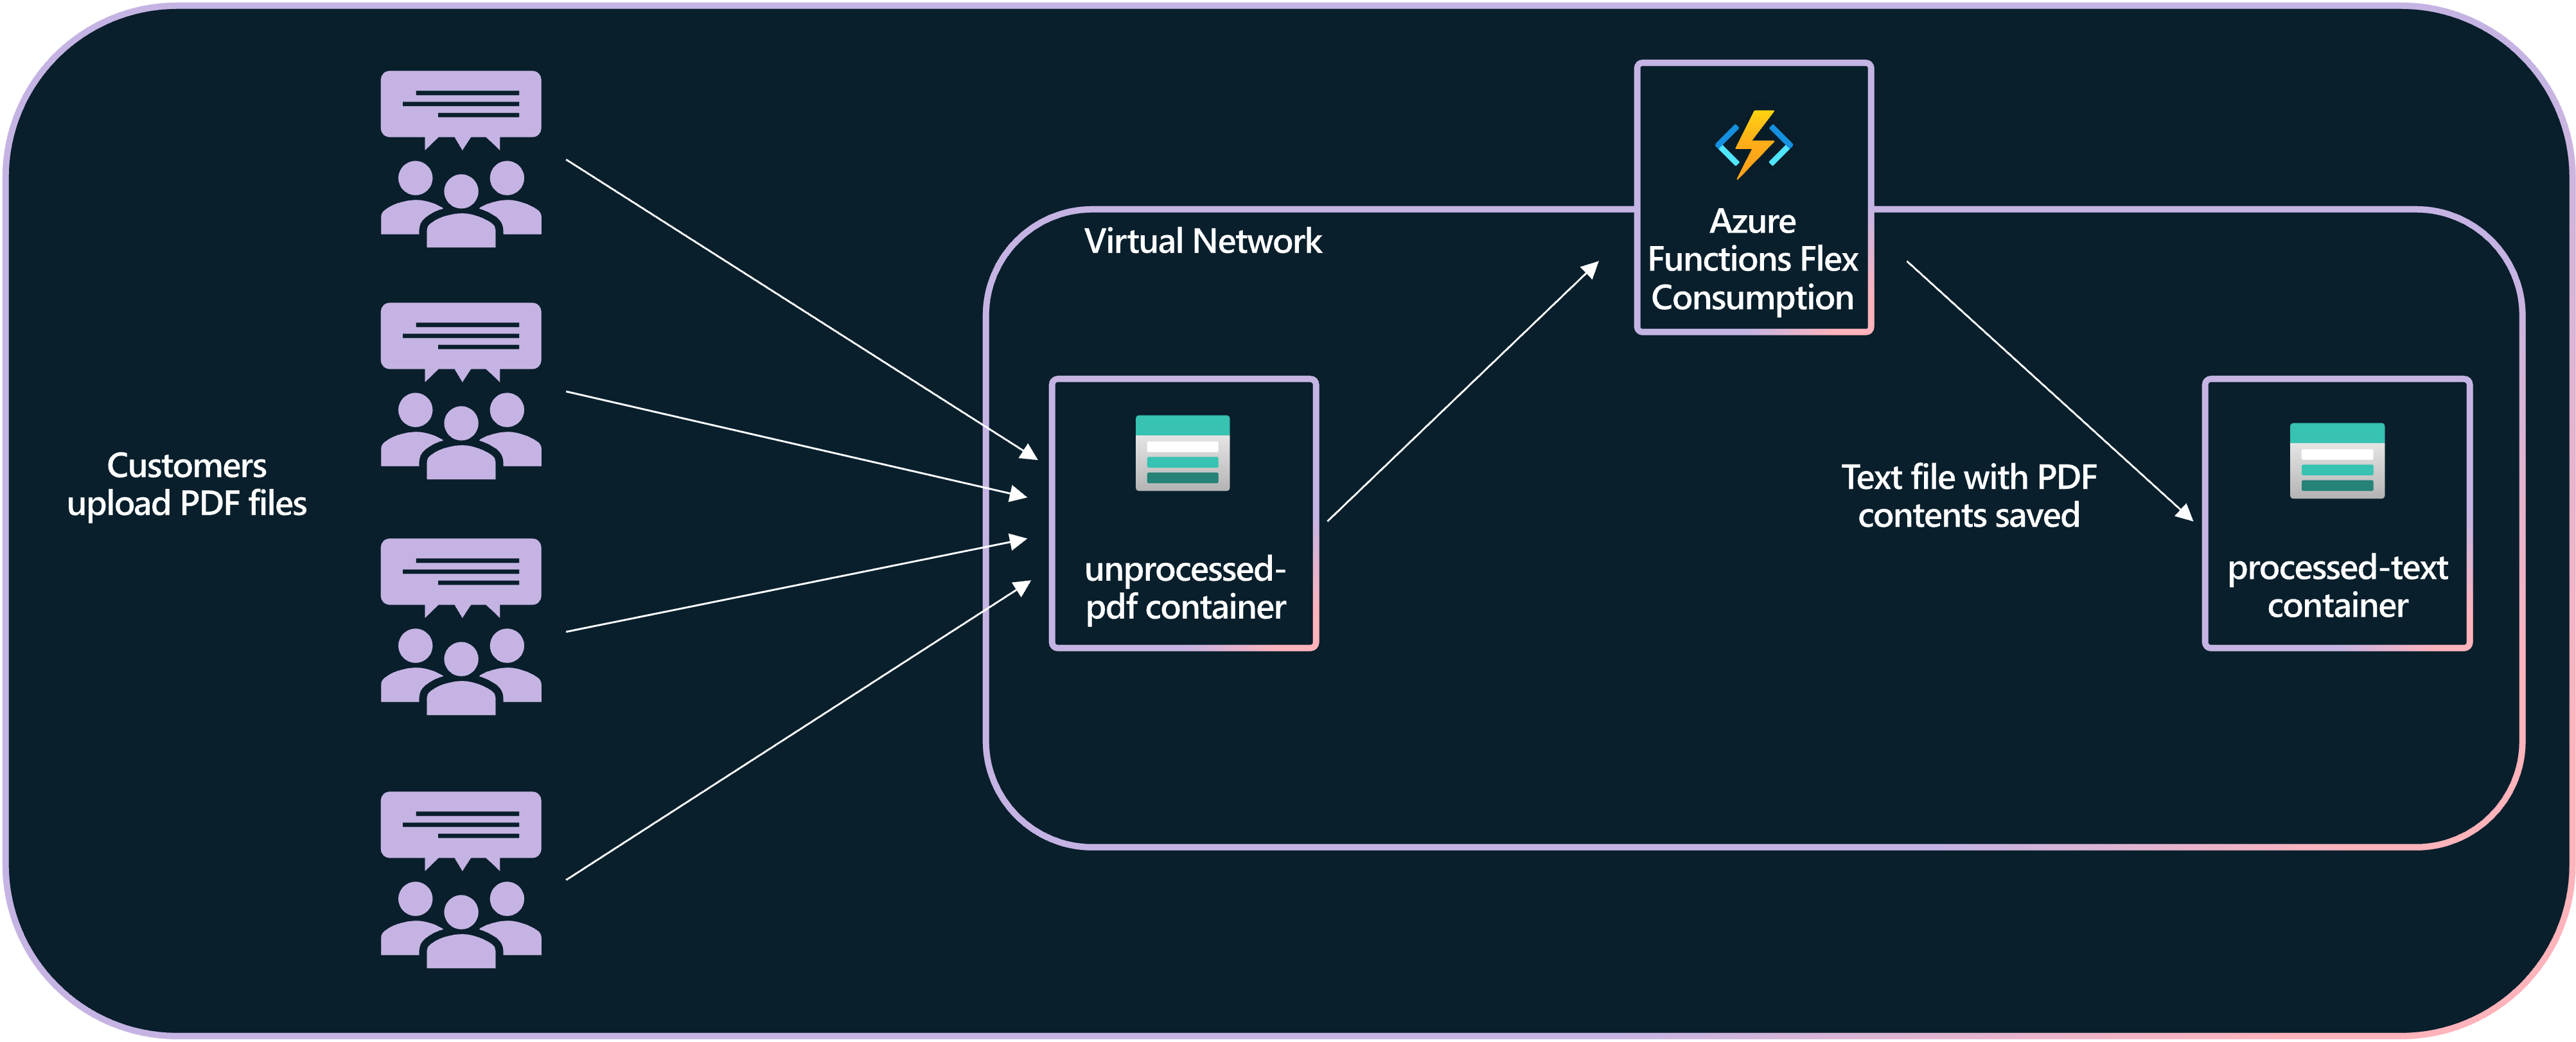 Customers
upload PDF files
Virtual Network
unprocessed-
pdf container
Azure
Functions Flex
Consumption
Text file with PDF
contents saved
processed-text
container